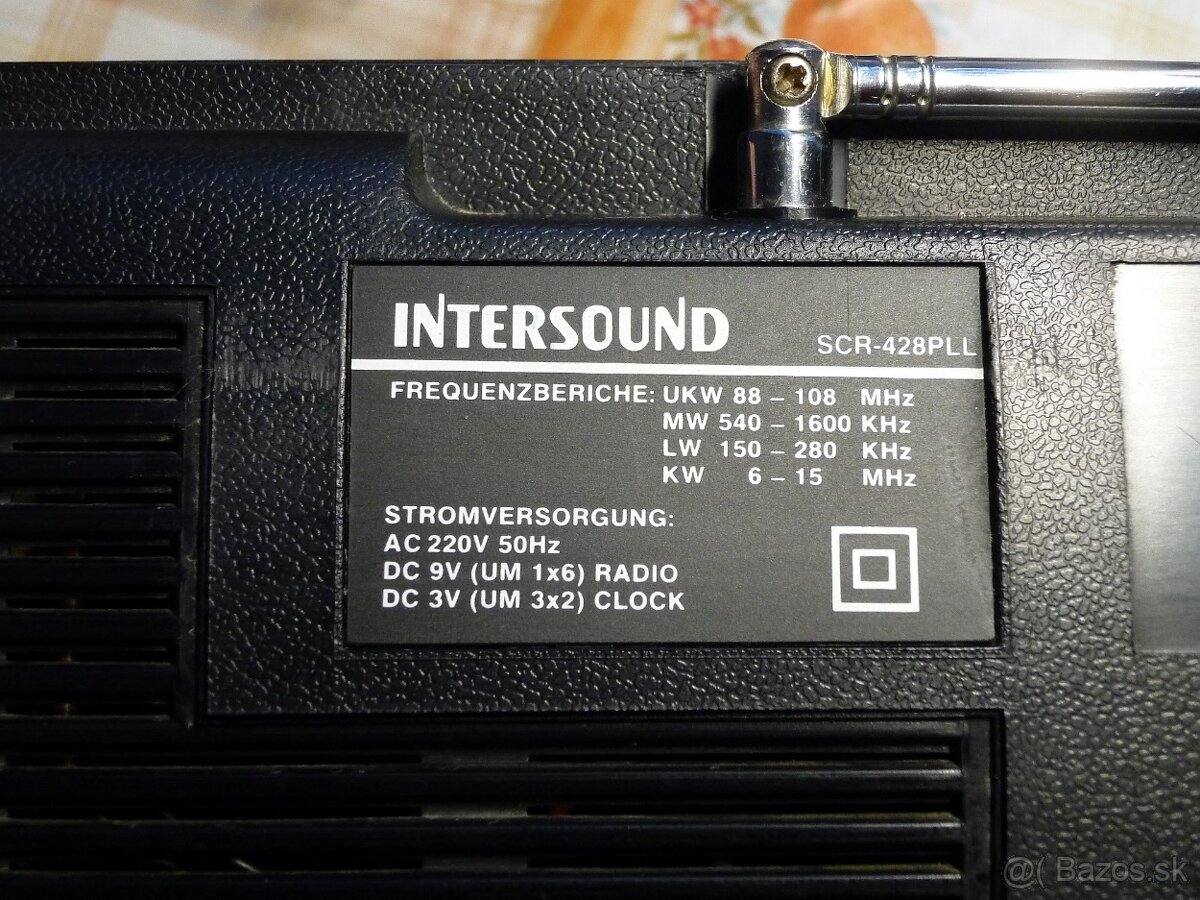 INTERSOUND
SCR-428PLL
FREQUENZBERICHE: UKW 88 – 108 MHz
MW 540 – 1600 KHz
LW 150 – 280 KHz
KW 6 – 15 MHz
STROMVERSORGUNG:
AC 220V 50Hz
DC 9V (UM 1x6) RADIO
DC 3V (UM 3x2) CLOCK
@( Bazos.sk